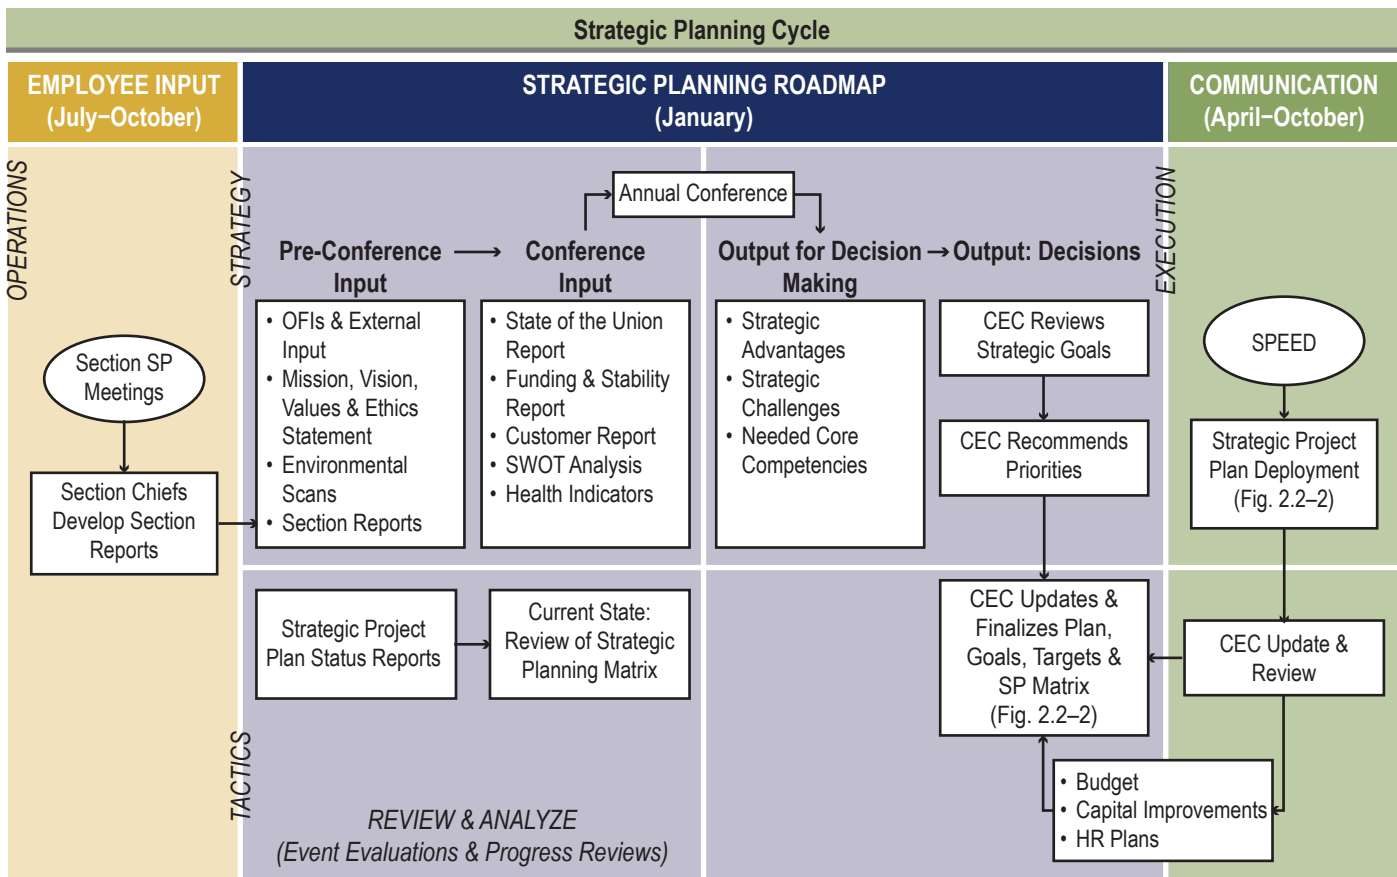 Strategic Planning Cycle
EMPLOYEE INPUT
(July–October)
STRATEGIC PLANNING ROADMAP
(January)
COMMUNICATION
(April–October)
OPERATIONS
Section SP
Meetings
Section Chiefs
Develop Section
Reports
STRATEGY
Annual Conference
Pre-Conference
Input
• OFIs & External
Input
• Mission, Vision,
Values & Ethics
Statement
• Environmental
Scans
• Section Reports
Conference
Input
• State of the Union
Report
• Funding & Stability
Report
• Customer Report
• SWOT Analysis
• Health Indicators
Output for Decision
Making
• Strategic
Advantages
• Strategic
Challenges
• Needed Core
Competencies
Output: Decisions
CEC Reviews
Strategic Goals
CEC Recommends
Priorities
EXECUTION
SPEED
Strategic Project
Plan Deployment
(Fig. 2.2–2)
TACTICS
Strategic Project
Plan Status Reports
Current State:
Review of Strategic
Planning Matrix
CEC Updates &
Finalizes Plan,
Goals, Targets &
SP Matrix
(Fig. 2.2–2)
CEC Update &
Review
• Budget
• Capital Improvements
• HR Plans
REVIEW & ANALYZE
(Event Evaluations & Progress Reviews)